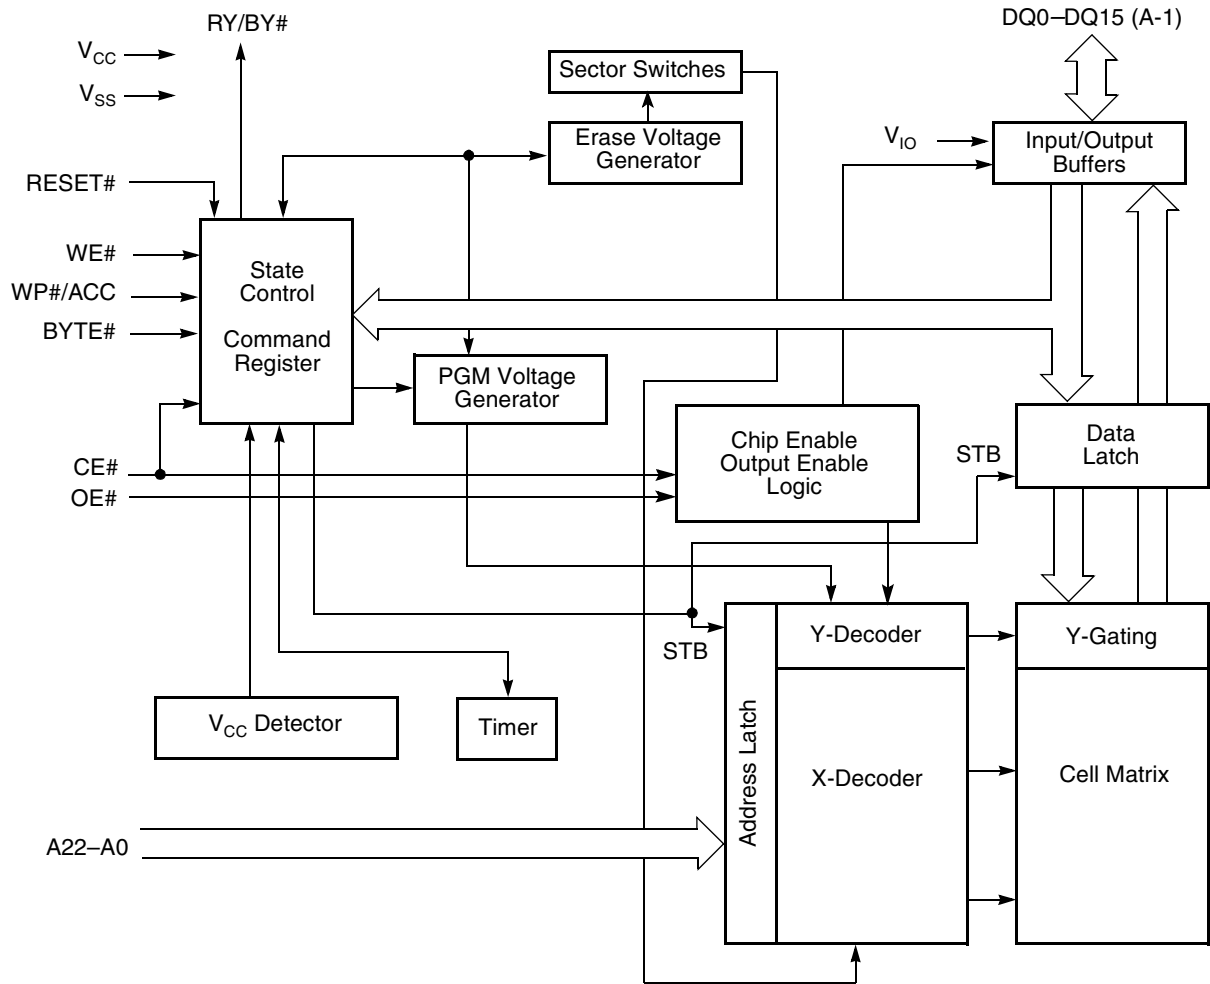 RY/BY#
DQ0–DQ15 (A-1)
VCC
VSS
Sector Switches
Erase Voltage
Generator
VIO
Input/Output
Buffers
RESET#
WE#
WP#/ACC
BYTE#
State
Control
Command
Register
PGM Voltage
Generator
CE#
OE#
Chip Enable
Output Enable
Logic
STB
Data
Latch
STB
Y-Decoder
Y-Gating
VCC Detector
Timer
Address Latch
X-Decoder
Cell Matrix
A22–A0